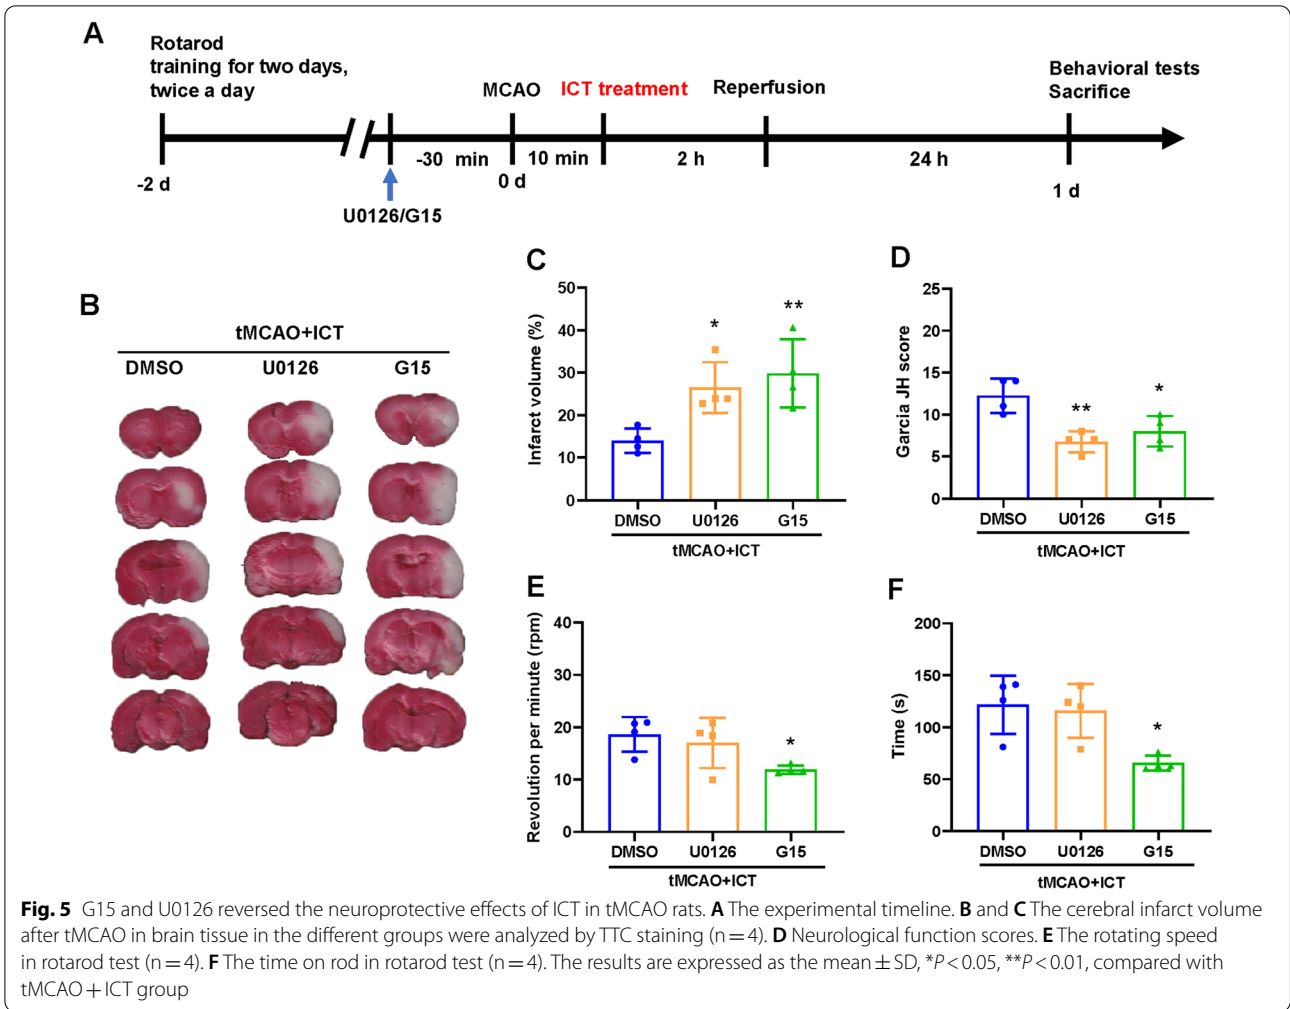 A
Rotarod
training for two days,
twice a day
MCAO
ICT treatment
Reperfusion
Behavioral tests
Sacrifice
-30 min
10 min
2 h
24 h
-2 d
0 d
1 d
U0126/G15
B
tMCAO+ICT
DMSO
U0126
G15
C
Infarct volume (%)
50
40
30
20
10
0
*
**
DMSO
U0126
G15
tMCAO+ICT
D
Garcia JH score
25
20
15
10
5
0
**
*
DMSO
U0126
G15
tMCAO+ICT
E
Revolution per minute (rpm)
40
30
20
10
0
*
DMSO
U0126
G15
tMCAO+ICT
F
Time (s)
200
150
100
50
0
*
DMSO
U0126
G15
tMCAO+ICT
Fig. 5 G15 and U0126 reversed the neuroprotective effects of ICT in tMCAO rats. A The experimental timeline. B and C The cerebral infarct volume
after tMCAO in brain tissue in the different groups were analyzed by TTC staining (n = 4). D Neurological function scores. E The rotating speed
in rotarod test (n = 4). F The time on rod in rotarod test (n = 4). The results are expressed as the mean ± SD, *P < 0.05, **P < 0.01, compared with
tMCAO + ICT group